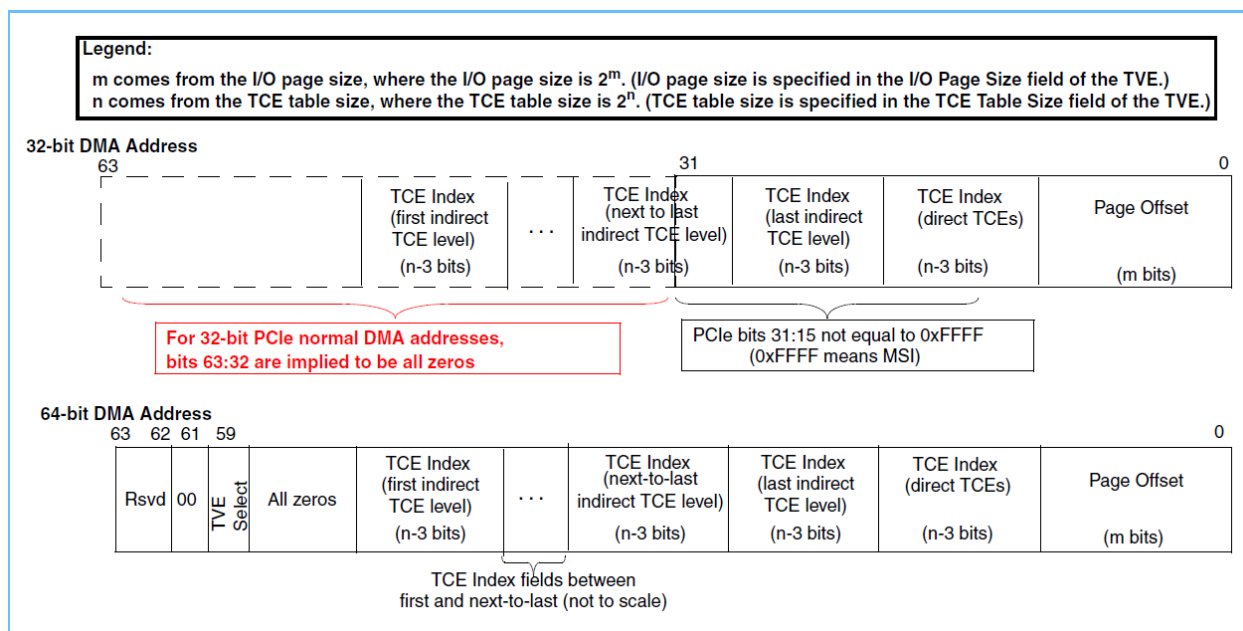 Legend:
m comes from the I/O page size, where the I/O page size is 2^m. (I/O page size is specified in the I/O Page Size field of the TVE.)
n comes from the TCE table size, where the TCE table size is 2^n. (TCE table size is specified in the TCE Table Size field of the TVE.)
32-bit DMA Address
63 31 0
TCE Index
(first indirect
TCE level)
(n-3 bits)
. . .
TCE Index
(next to last
indirect TCE level)
(n-3 bits)
TCE Index
(last indirect
TCE level)
(n-3 bits)
TCE Index
(direct TCEs)
(n-3 bits)
Page Offset
(m bits)
For 32-bit PCIe normal DMA addresses,
bits 63:32 are implied to be all zeros
PCIe bits 31:15 not equal to 0xFFFF
(0xFFFF means MSI)
64-bit DMA Address
63 62 61 59 0
Rsvd
00
TVE
Select
All zeros
TCE Index
(first indirect
TCE level)
(n-3 bits)
. . .
TCE Index
(next-to-last
indirect TCE level)
(n-3 bits)
TCE Index
(last indirect
TCE level)
(n-3 bits)
TCE Index
(direct TCEs)
(n-3 bits)
Page Offset
(m bits)
TCE Index fields between
first and next-to-last (not to scale)